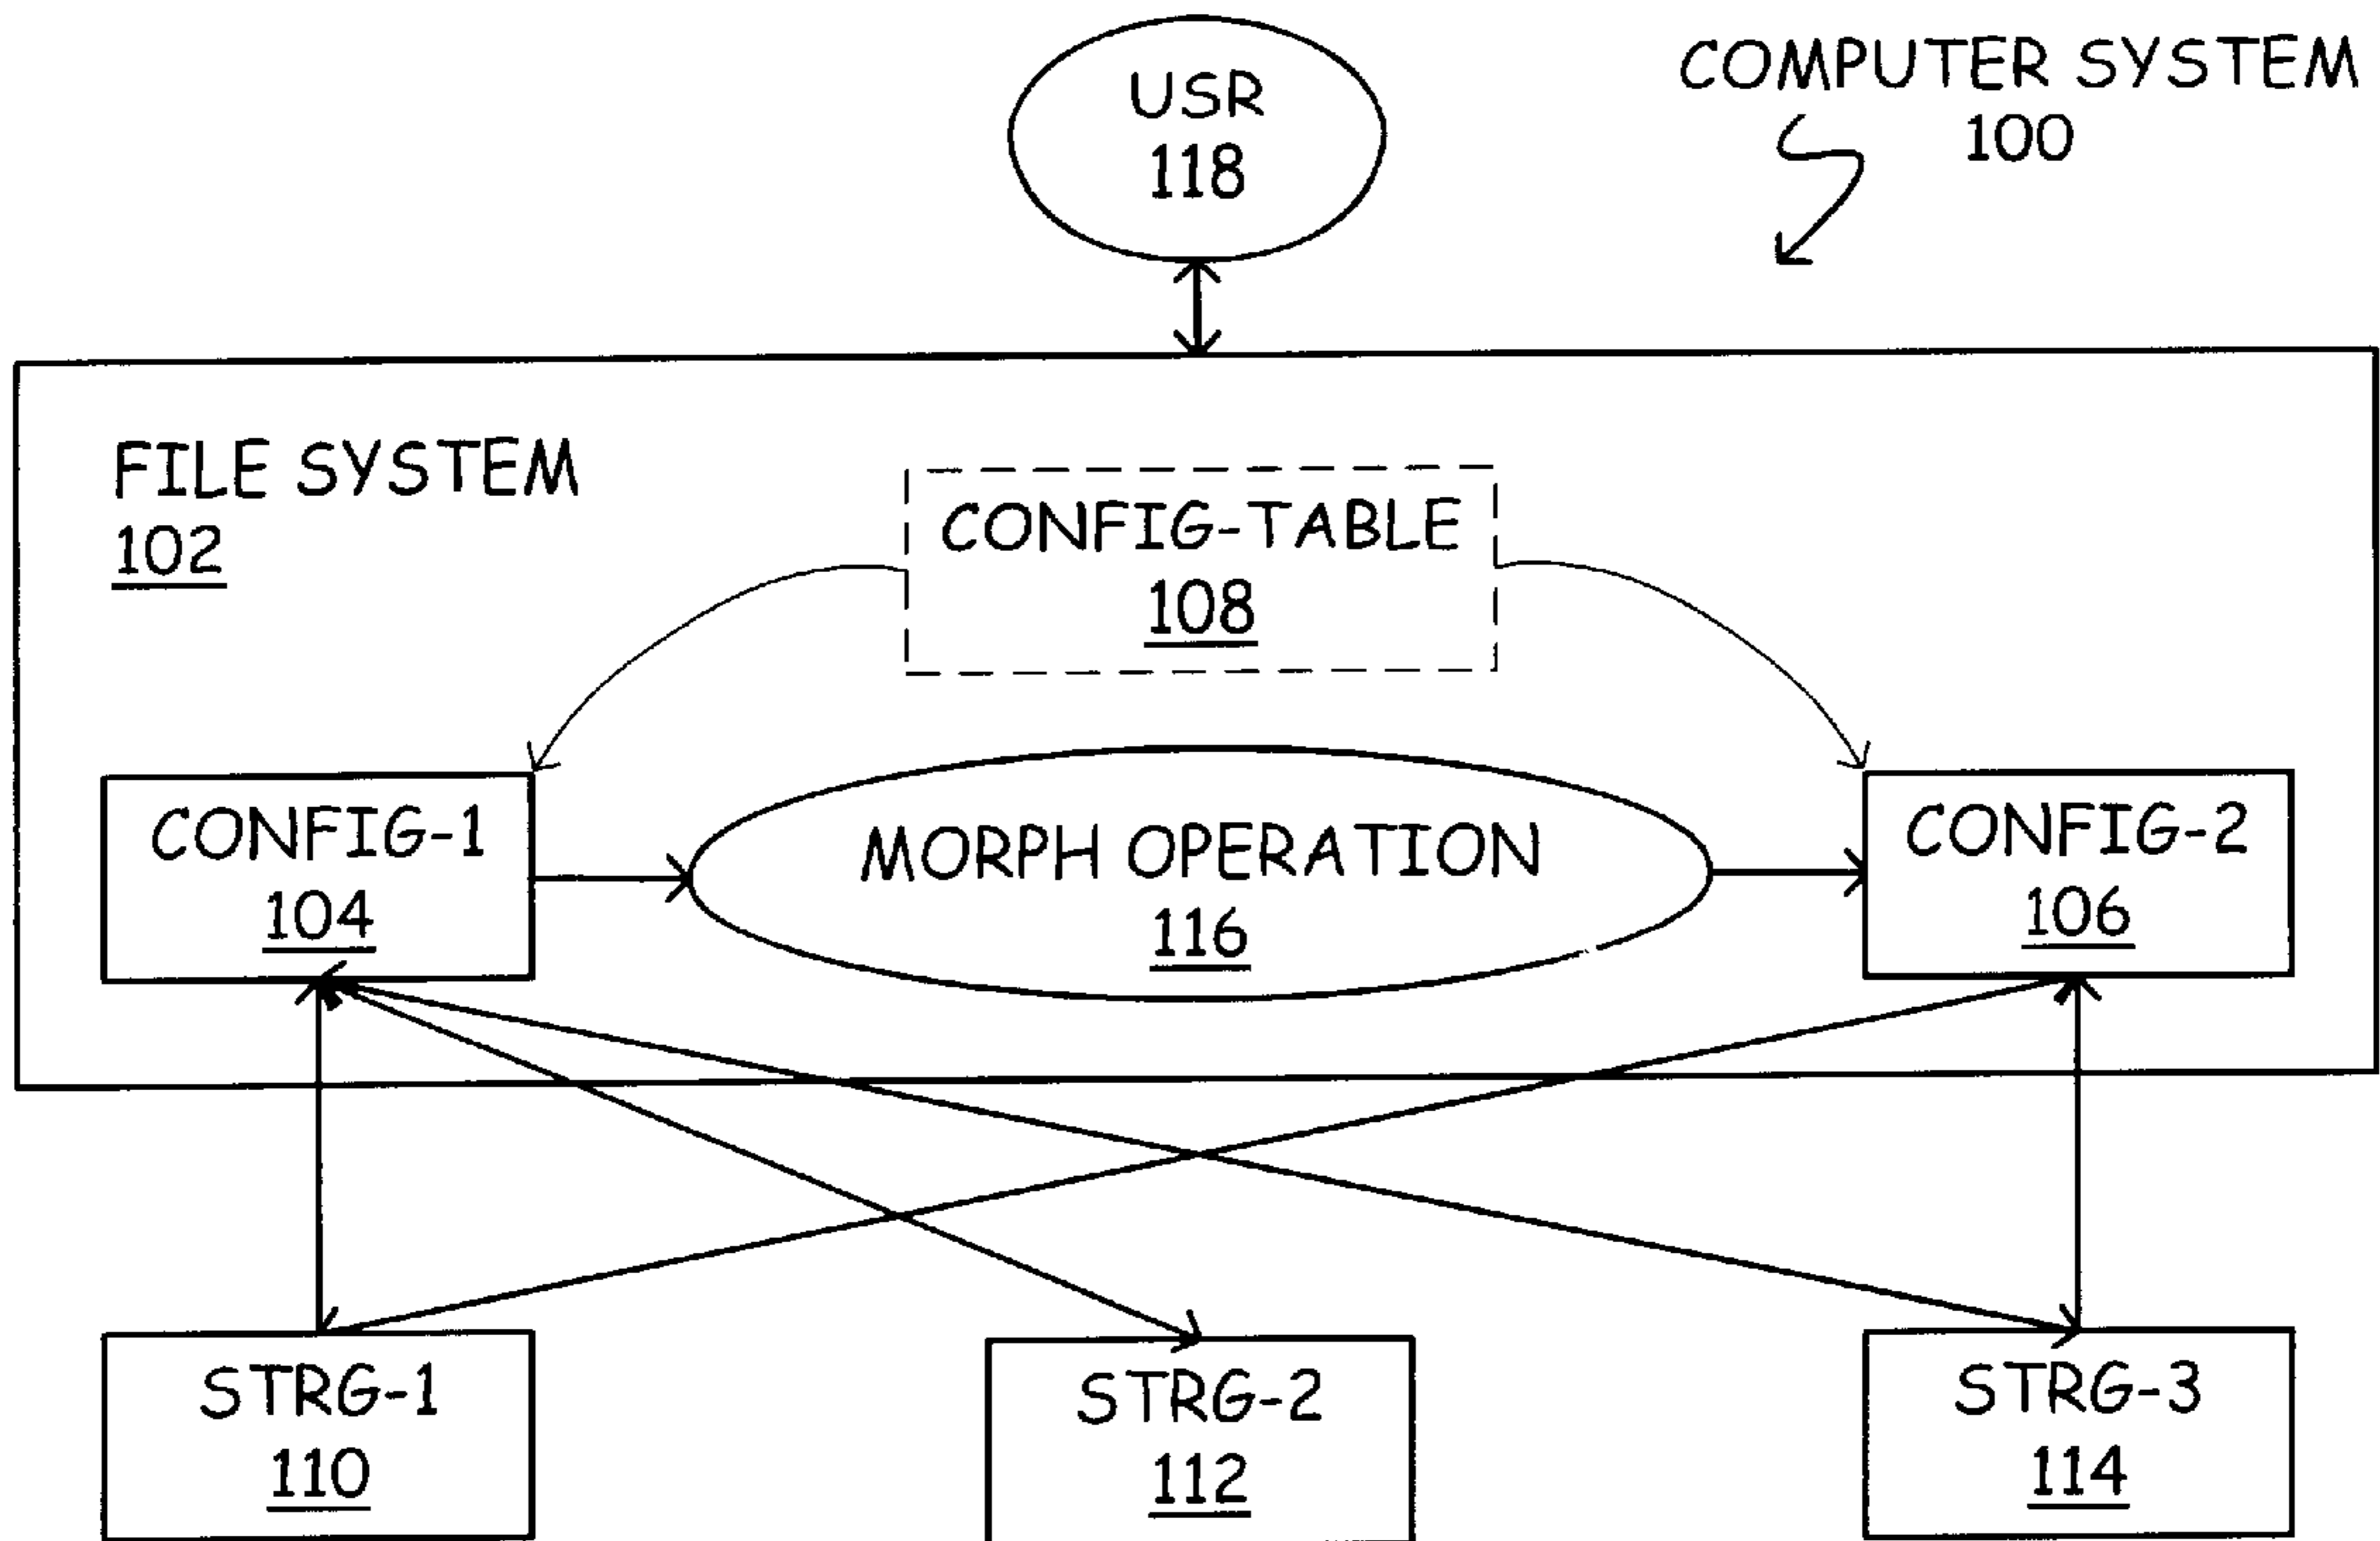 USR
118
COMPUTER SYSTEM
100
FILE SYSTEM
102
CONFIG-TABLE
108
CONFIG-1
104
MORPH OPERATION
116
CONFIG-2
106
STRG-1
110
STRG-2
112
STRG-3
114